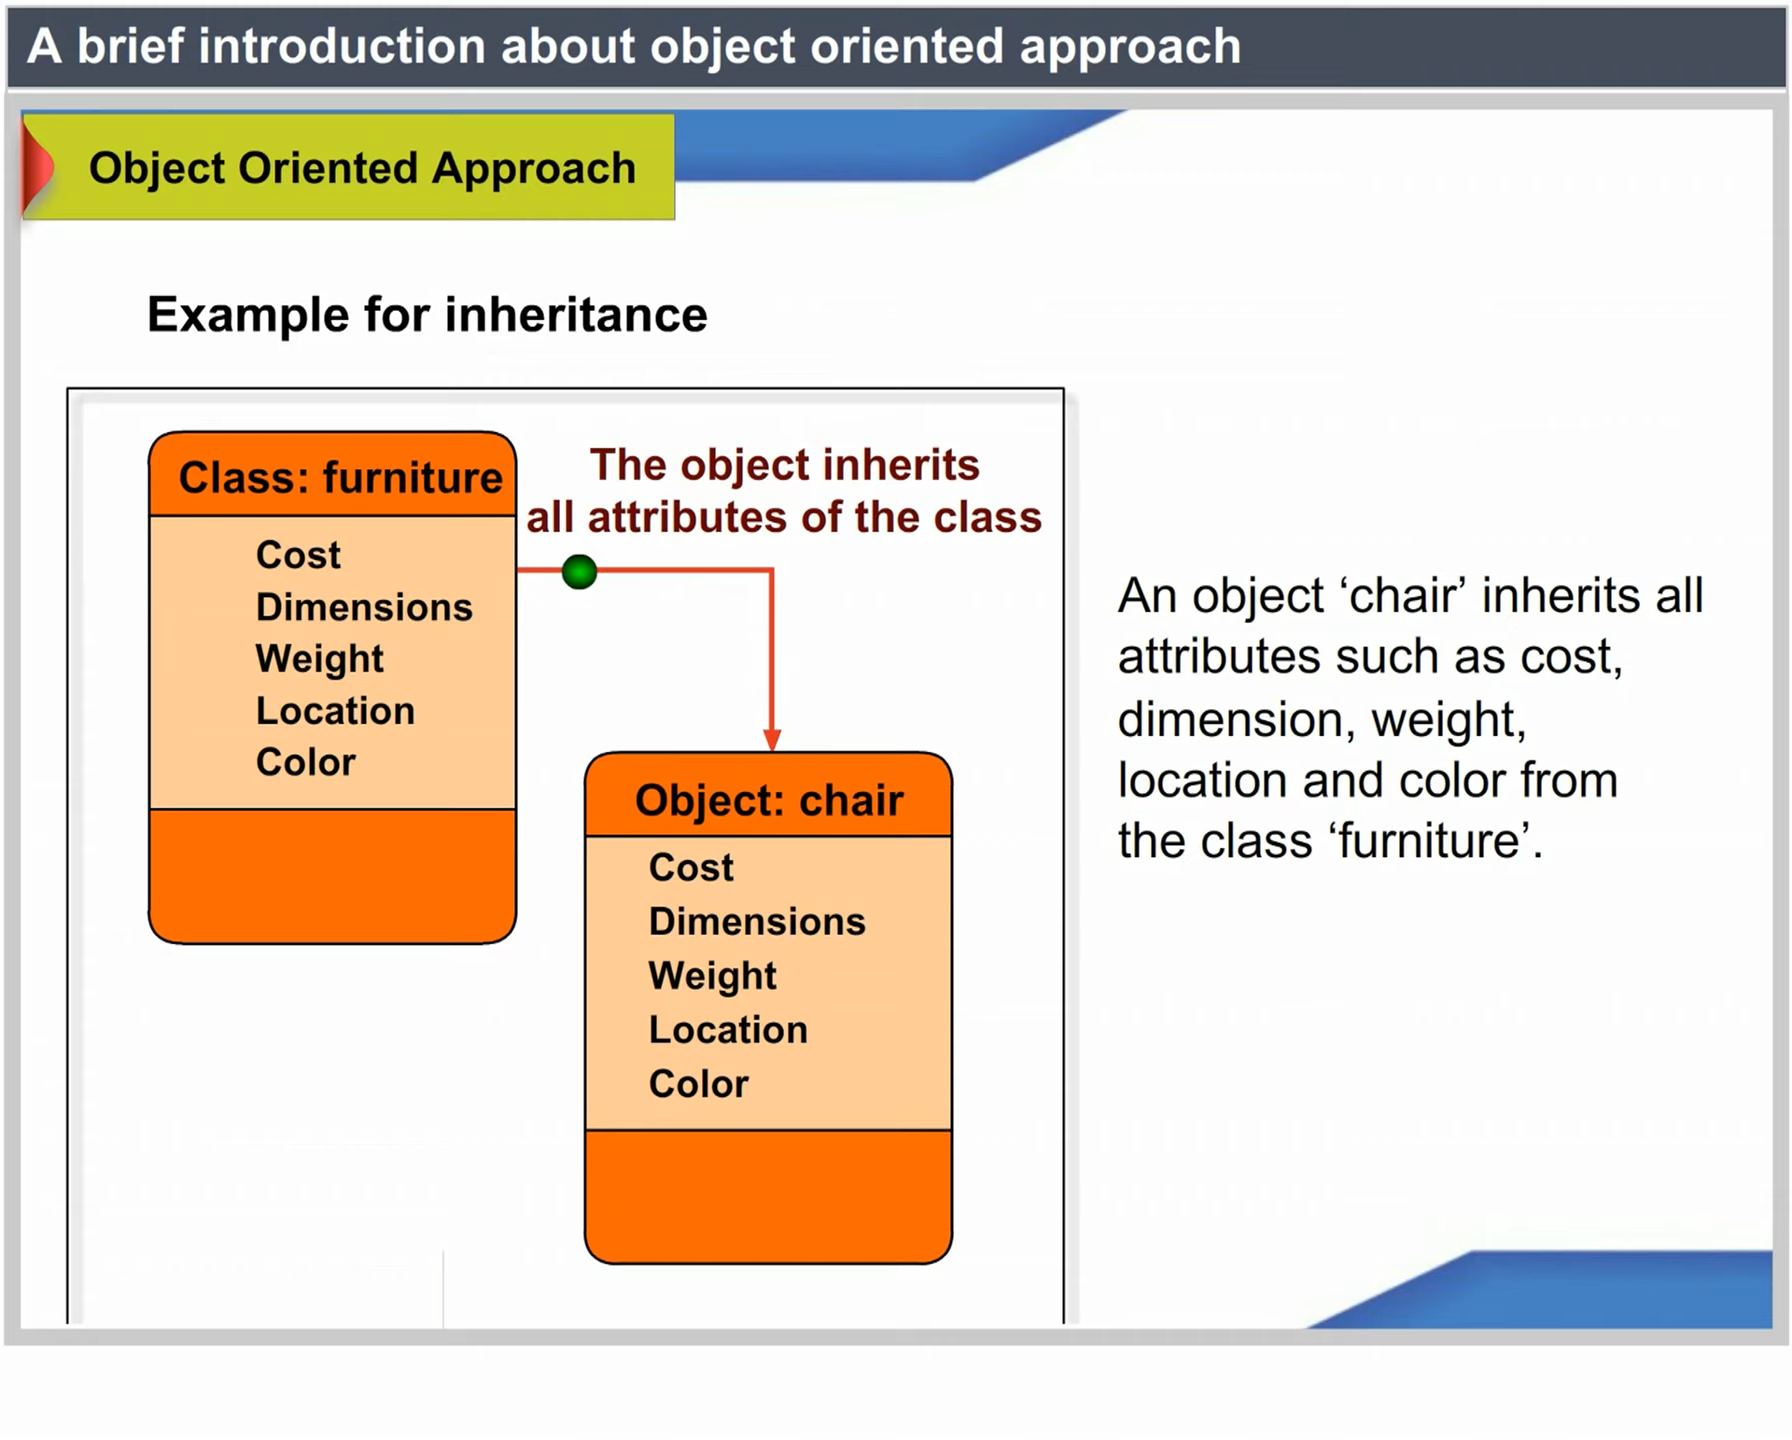 A brief introduction about object oriented approach
Object Oriented Approach
Example for inheritance
Class: furniture
Cost
Dimensions
Weight
Location
Color
The object inherits
all attributes of the class
Object: chair
Cost
Dimensions
Weight
Location
Color
An object ‘chair’ inherits all
attributes such as cost,
dimension, weight,
location and color from
the class ‘furniture’.